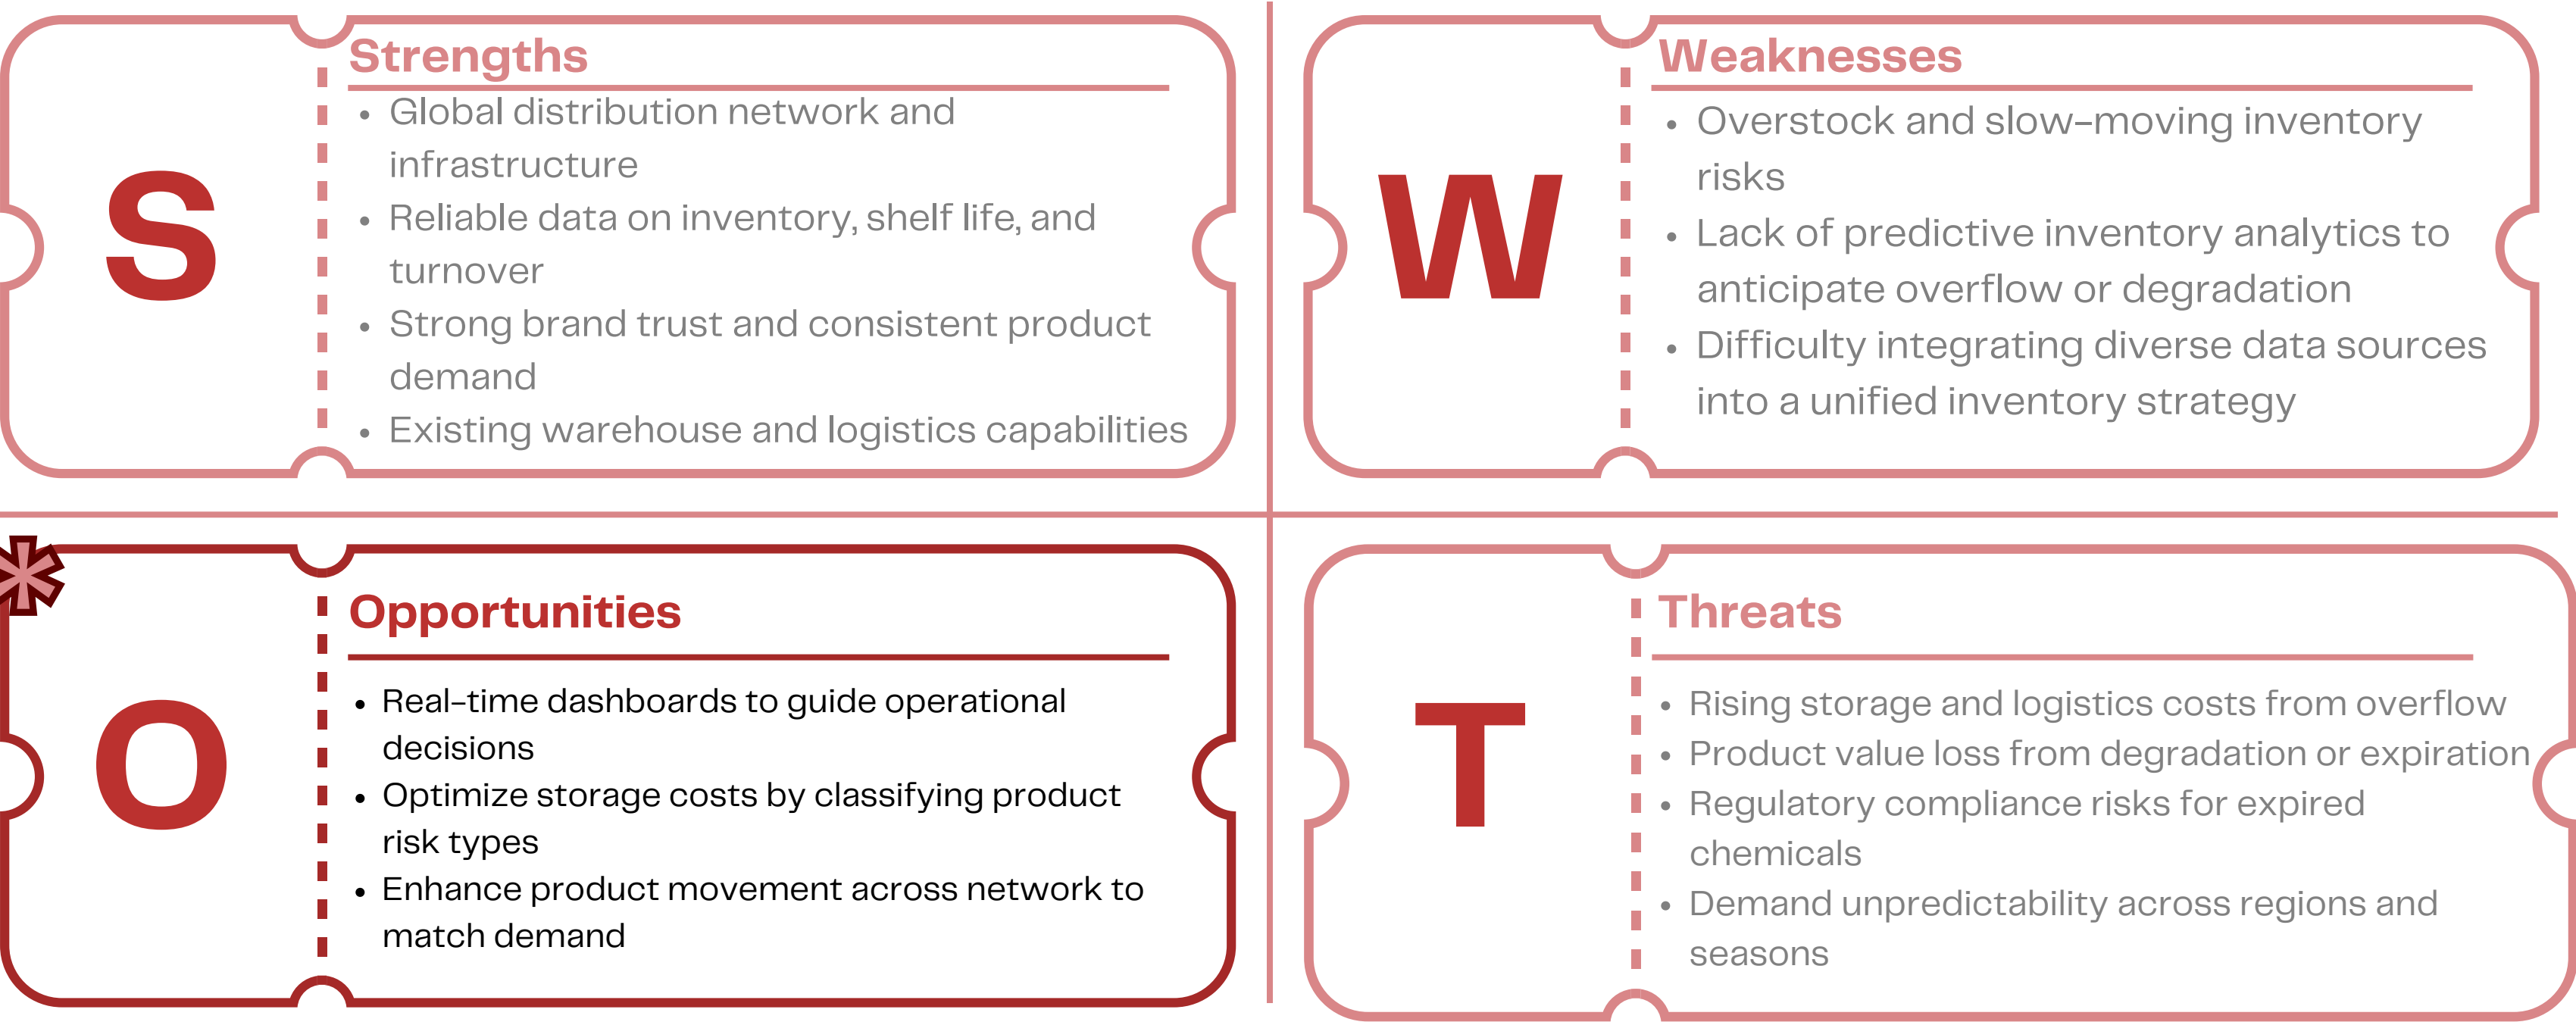 S
Strengths
• Global distribution network and
infrastructure
• Reliable data on inventory, shelf life, and
turnover
• Strong brand trust and consistent product
demand
• Existing warehouse and logistics capabilities
W
Weaknesses
• Overstock and slow-moving inventory
risks
• Lack of predictive inventory analytics to
anticipate overflow or degradation
• Difficulty integrating diverse data sources
into a unified inventory strategy
*
O
Opportunities
• Real-time dashboards to guide operational
decisions
• Optimize storage costs by classifying product
risk types
• Enhance product movement across network to
match demand
T
Threats
• Rising storage and logistics costs from overflow
• Product value loss from degradation or expiration
• Regulatory compliance risks for expired
chemicals
• Demand unpredictability across regions and
seasons